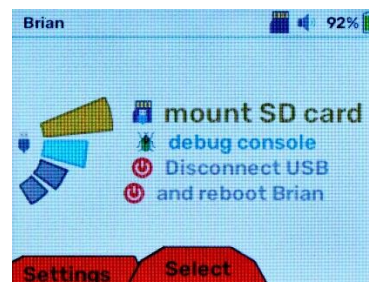 Brian 92%
mount SD card
debug console
Disconnect USB
and reboot Brian
Settings Select